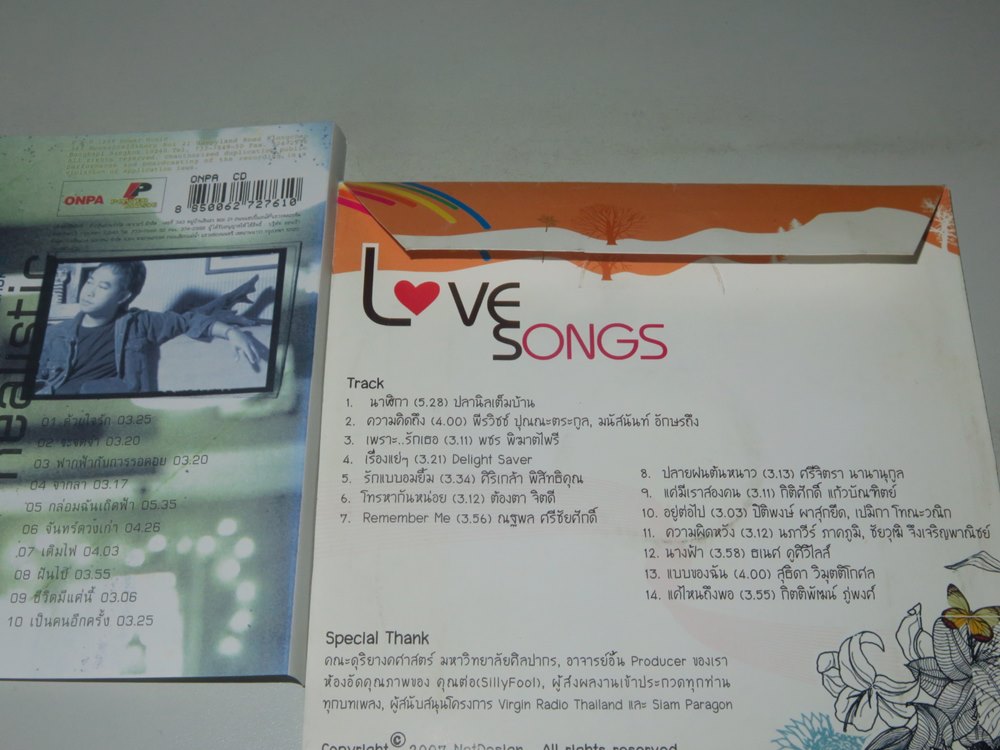 ONPA CD
ONPA
8 850062 727610
01 ค่ายใจรัก 03.25
02 จะจดจำ 03.20
03 ฟากฟ้ากับการรอคอย 03.20
04 จากลา 03.17
05 กล่อมฉันเถิดฟ้า 05.35
06 จันทร์ดวงเก่า 04.26
07 เติมไฟ 04.03
08 ฝันไป 03.55
09 ชีวิตมีแค่นี้ 03.06
10 เป็นคนอีกครั้ง 03.25
LOVE
SONGS
Track
1. นาฬิกา (5.28) ปลานิลเต็มบ้าน
2. ความคิดถึง (4.00) พีรวิชช์ ปุณณะตระกูล, มนัสนันท์ อักษรถึง
3. เพราะ..รักเธอ (3.11) พชร พิฆาตไพรี
4. เรื่องแย่ๆ (3.21) Delight Saver
5. รักแบบอมยิ้ม (3.34) ศิริเกล้า พิสิทธิคุณ
6. โทรหากันหน่อย (3.12) ต้องตา จิตดี
7. Remember Me (3.56) ณฐพล ศรีชัยศักดิ์
8. ปลายฝนต้นหนาว (3.13) ศรีจิตรา นานานุกูล
9. แค่มีเราสองคน (3.11) กิติศักดิ์ แก้วบัณฑิตย์
10. อยู่ต่อไป (3.03) ปิติพงษ์ ผาสุกยืด, เปมิกา โทณะวณิก
11. ความผิดหวัง (3.12) นภาวีร์ ภาคภูมิ, ชัยวุฒิ จึงเจริญพาณิชย์
12. นางฟ้า (3.58) ธเนศ ดูศิวิไลส์
13. แบบของฉัน (4.00) สุธิดา วิมุตติโกศล
14. แค่ไหนถึงพอ (3.55) กิตติพัฒน์ ภู่พงศ์
Special Thank
คณะดุริยางคศาสตร์ มหาวิทยาลัยศิลปากร, อาจารย์อั๋น Producer ของเรา
ห้องอัดคุณภาพของ คุณต่อ(SillyFool), ผู้ส่งผลงานเข้าประกวดทุกท่าน
ทุกบทเพลง, ผู้สนับสนุนโครงการ Virgin Radio Thailand และ Siam Paragon
Copyright © 2007 NetDesign All rights reserved